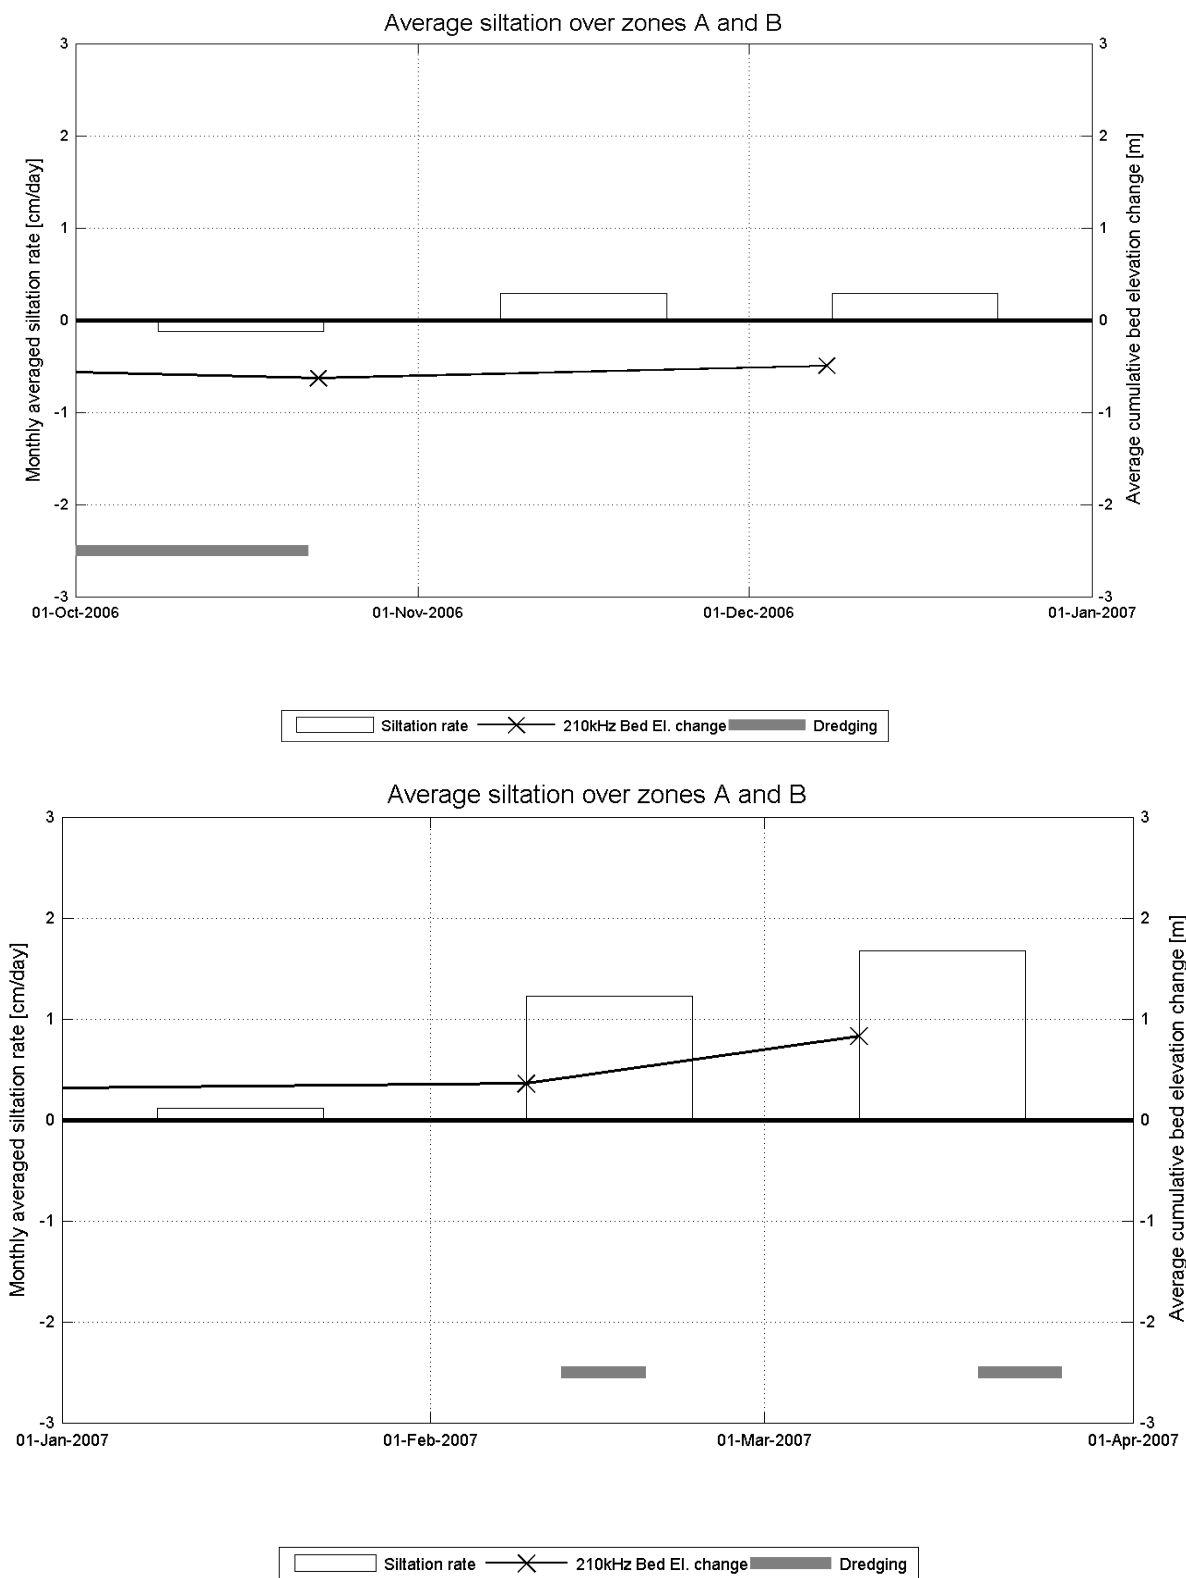 Average siltation over zones A and B
3 3
2 2
1 1
0 0
-1 -1
-2 -2
-3 -3
Monthly averaged siltation rate [cm/day]
Average cumulative bed elevation change [m]
01-Oct-2006 01-Nov-2006 01-Dec-2006 01-Jan-2007
Siltation rate 210kHz Bed El. change Dredging
Average siltation over zones A and B
3 3
2 2
1 1
0 0
-1 -1
-2 -2
-3 -3
Monthly averaged siltation rate [cm/day]
Average cumulative bed elevation change [m]
01-Jan-2007 01-Feb-2007 01-Mar-2007 01-Apr-2007
Siltation rate 210kHz Bed El. change Dredging